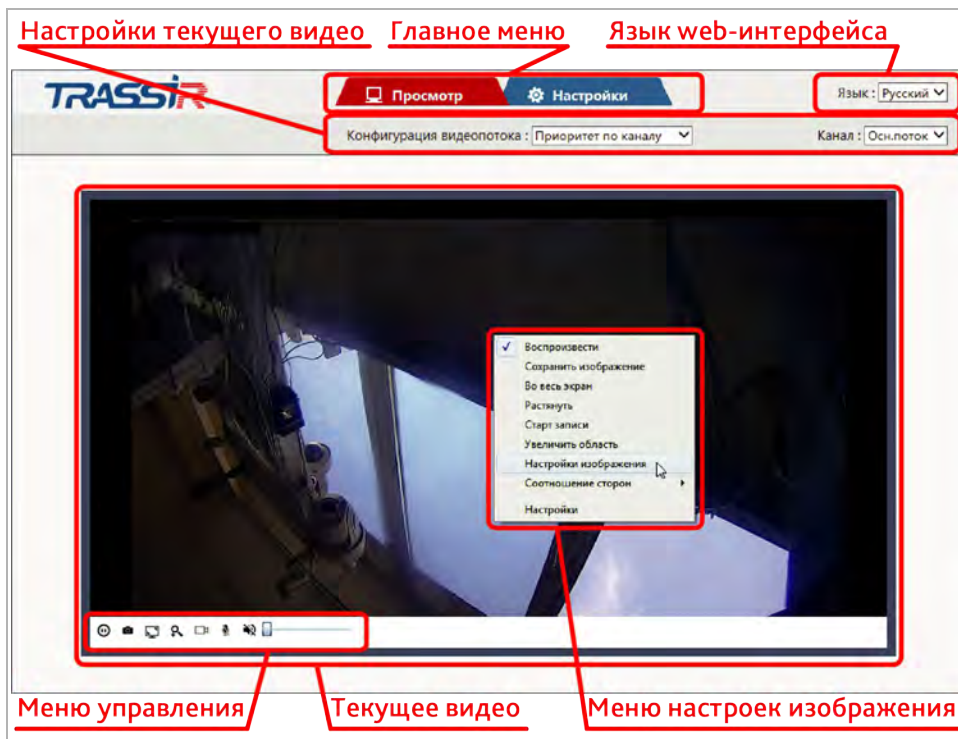 Настройки текущего видео Главное меню Язык web-интерфейса
TRASSIR Просмотр Настройки Язык : Русский
Конфигурация видеопотока : Приоритет по каналу Канал : Осн.поток
Воспроизвести
Сохранить изображение
Во весь экран
Растянуть
Старт записи
Увеличить область
Настройки изображения
Соотношение сторон
Настройки
Меню управления Текущее видео Меню настроек изображения